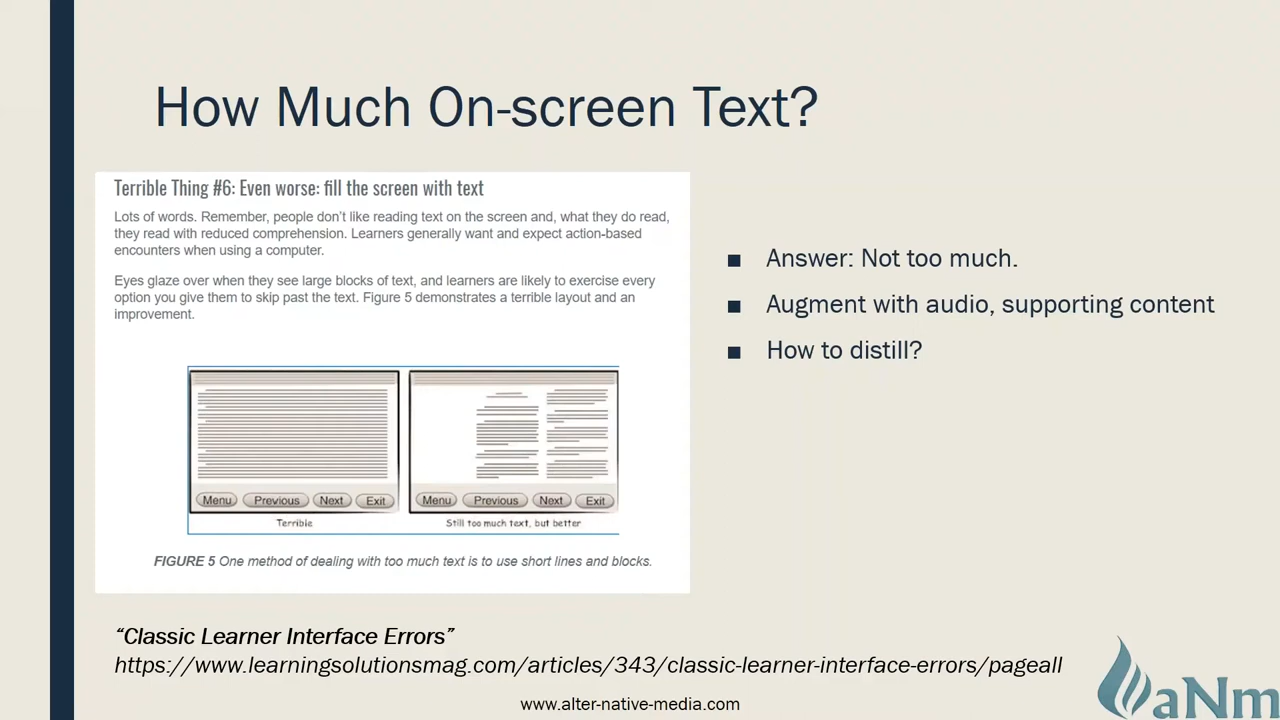 How Much On-screen Text?
Terrible Thing #6: Even worse: fill the screen with text
Lots of words. Remember, people don't like reading text on the screen and, what they do read,
they read with reduced comprehension. Learners generally want and expect action-based
encounters when using a computer.
Eyes glaze over when they see large blocks of text, and learners are likely to exercise every
option you give them to skip past the text. Figure 5 demonstrates a terrible layout and an
improvement.
Menu Previous Next Exit
Terrible
Menu Previous Next Exit
Still too much text, but better
FIGURE 5 One method of dealing with too much text is to use short lines and blocks.
■ Answer: Not too much.
■ Augment with audio, supporting content
■ How to distill?
“Classic Learner Interface Errors”
https://www.learningsolutionsmag.com/articles/343/classic-learner-interface-errors/pageall
www.alter-native-media.com
aNm